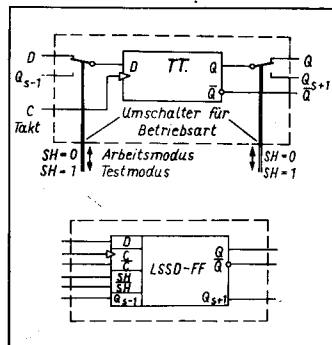 D
D
TT.
Q
Q
Q̅
Q̅
Qs-1
Qs+1
C
Takt
Umschalter für
Betriebsart
SH=0
SH=1
Arbeitsmodus
Testmodus
SH=0
SH=1
D
C
C̅
SH
S̅H̅
Qs-1
LSSD-FF
Q
Q̅
Qs+1